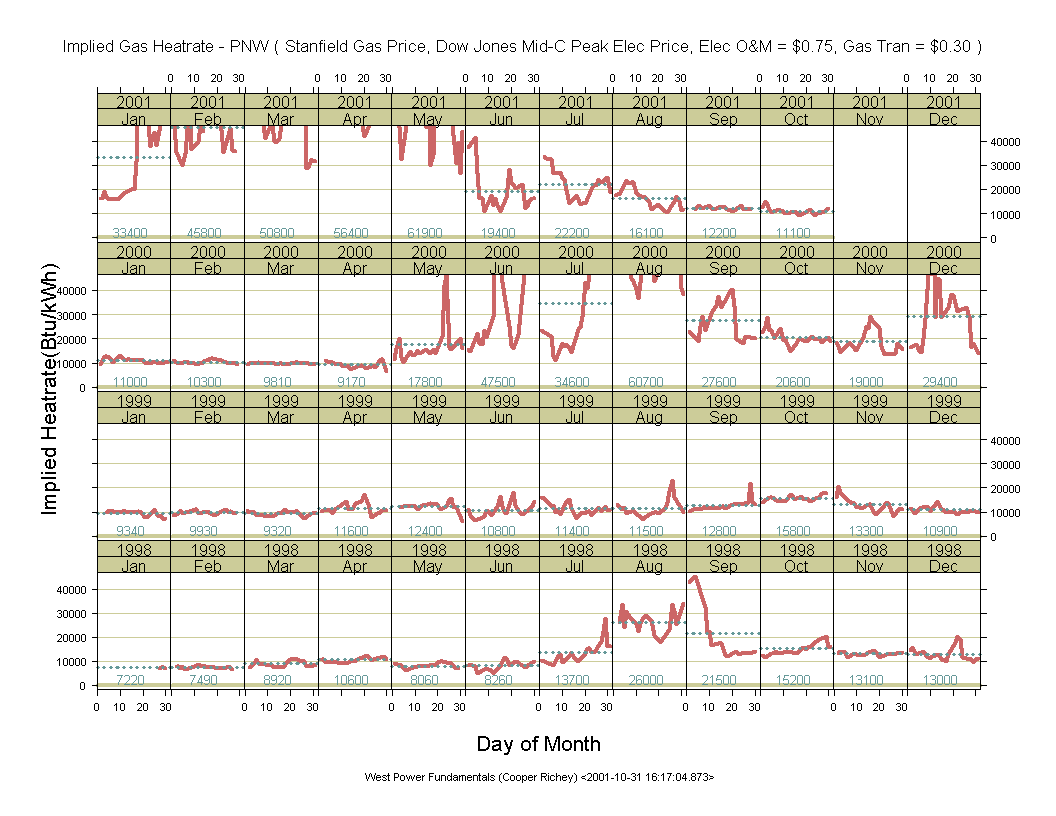 Implied Gas Heatrate - PNW ( Stanfield Gas Price, Dow Jones Mid-C Peak Elec Price, Elec O&M = $0.75, Gas Tran = $0.30 )
0 10 20 30 0 10 20 30 0 10 20 30 0 10 20 30 0 10 20 30 0 10 20 30
2001 2001 2001 2001 2001 2001 2001 2001 2001 2001 2001 2001
Jan Feb Mar Apr May Jun Jul Aug Sep Oct Nov Dec
40000
30000
20000
10000
0
33400 45800 50800 56400 61900 19400 22200 16100 12200 11100
2000 2000 2000 2000 2000 2000 2000 2000 2000 2000 2000 2000
Jan Feb Mar Apr May Jun Jul Aug Sep Oct Nov Dec
40000
30000
20000
10000
0
11000 10300 9810 9170 17800 47500 34600 60700 27600 20600 19000 29400
Implied Heatrate(Btu/kWh)
1999 1999 1999 1999 1999 1999 1999 1999 1999 1999 1999 1999
Jan Feb Mar Apr May Jun Jul Aug Sep Oct Nov Dec
40000
30000
20000
10000
0
9340 9930 9320 11600 12400 10800 11400 11500 12800 15800 13300 10900
1998 1998 1998 1998 1998 1998 1998 1998 1998 1998 1998 1998
Jan Feb Mar Apr May Jun Jul Aug Sep Oct Nov Dec
40000
30000
20000
10000
0
7220 7490 8920 10600 8060 8260 13700 26000 21500 15200 13100 13000
0 10 20 30 0 10 20 30 0 10 20 30 0 10 20 30 0 10 20 30 0 10 20 30
Day of Month
West Power Fundamentals (Cooper Richey) <2001-10-31 16:17:04.873>